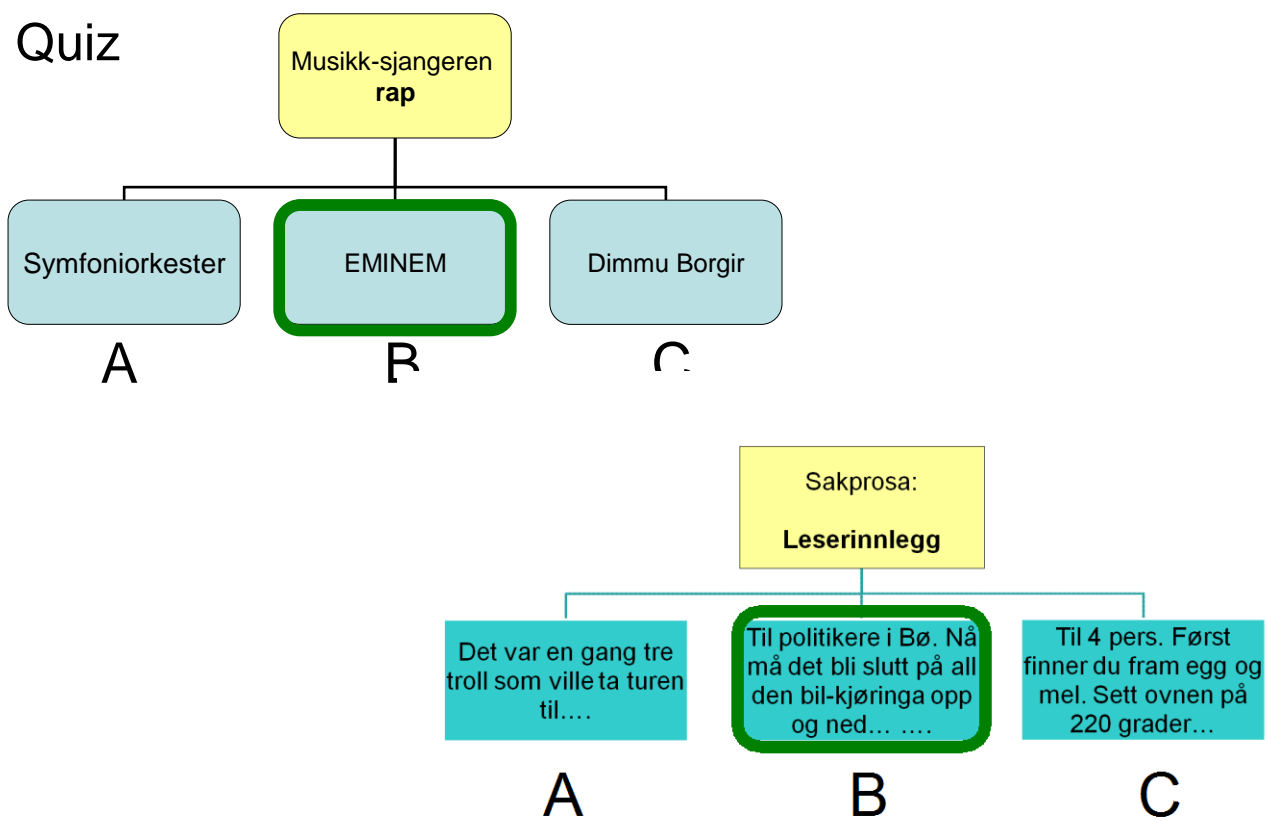 Quiz
Musikk-sjangeren
rap
Symfoniorkester
EMINEM
Dimmu Borgir
A
B
C
Sakprosa:
Leserinnlegg
Det var en gang tre
troll som ville ta turen
til….
Til politikere i Bø. Nå
må det bli slutt på all
den bil-kjøringa opp
og ned… ….
Til 4 pers. Først
finner du fram egg og
mel. Sett ovnen på
220 grader…
A
B
C